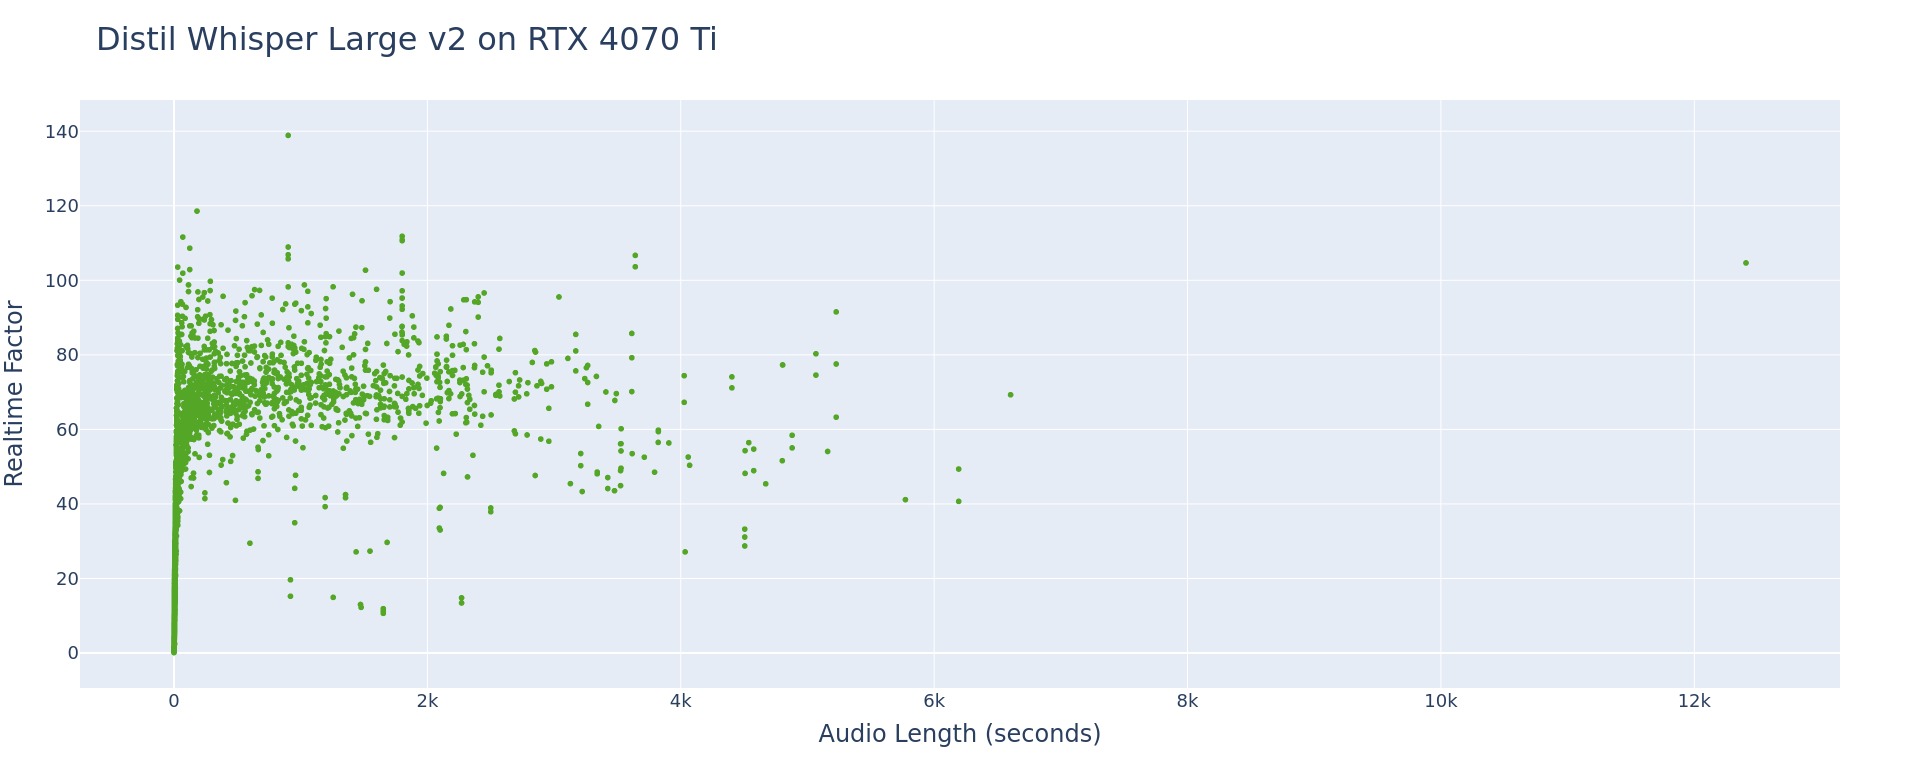 Distil Whisper Large v2 on RTX 4070 Ti
Realtime Factor
140
120
100
80
60
40
20
0
0 2k 4k 6k 8k 10k 12k
Audio Length (seconds)